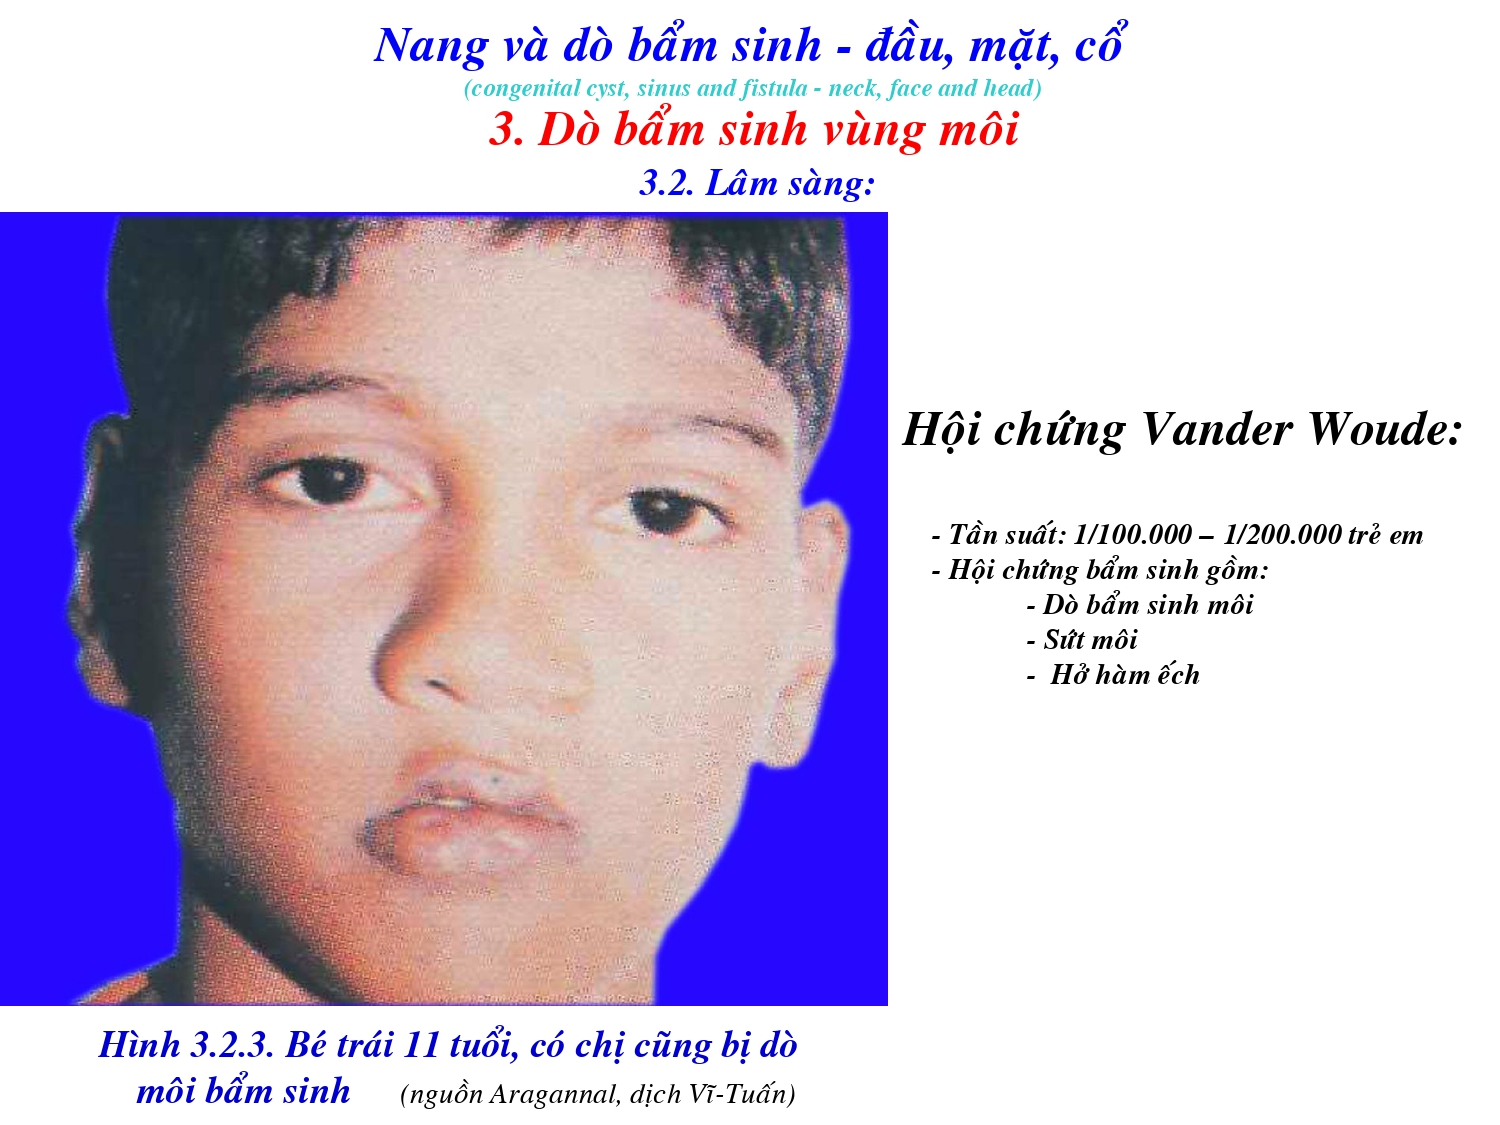 Nang và dò bẩm sinh - đầu, mặt, cổ
(congenital cyst, sinus and fistula - neck, face and head)
3. Dò bẩm sinh vùng môi
3.2. Lâm sàng:
Hội chứng Vander Woude:
- Tần suất: 1/100.000 – 1/200.000 trẻ em
- Hội chứng bẩm sinh gồm:
- Dò bẩm sinh môi
- Sứt môi
- Hở hàm ếch
Hình 3.2.3. Bé trái 11 tuổi, có chị cũng bị dò
môi bẩm sinh (nguồn Aragannal, dịch Vĩ-Tuấn)